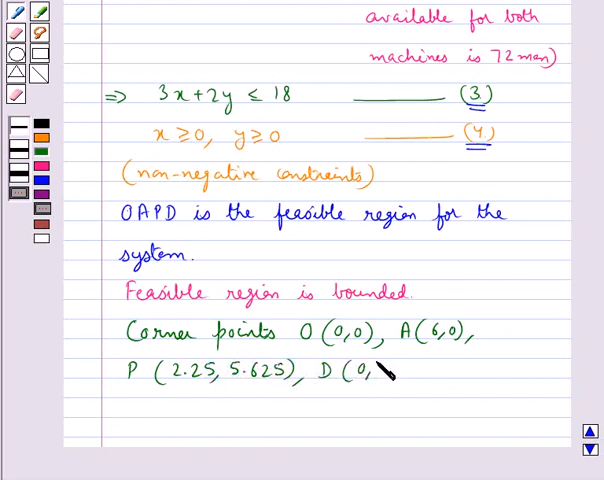 available for both
machines is 72 man)
⇒ 3x+2y ≤ 18 ———— (3)
x ≥ 0, y ≥ 0 ———— (4)
(non-negative constraints)
OAPD is the feasible region for the
system.
Feasible region is bounded.
Corner points O (0,0), A(6,0),
P (2.25, 5.625), D (0,